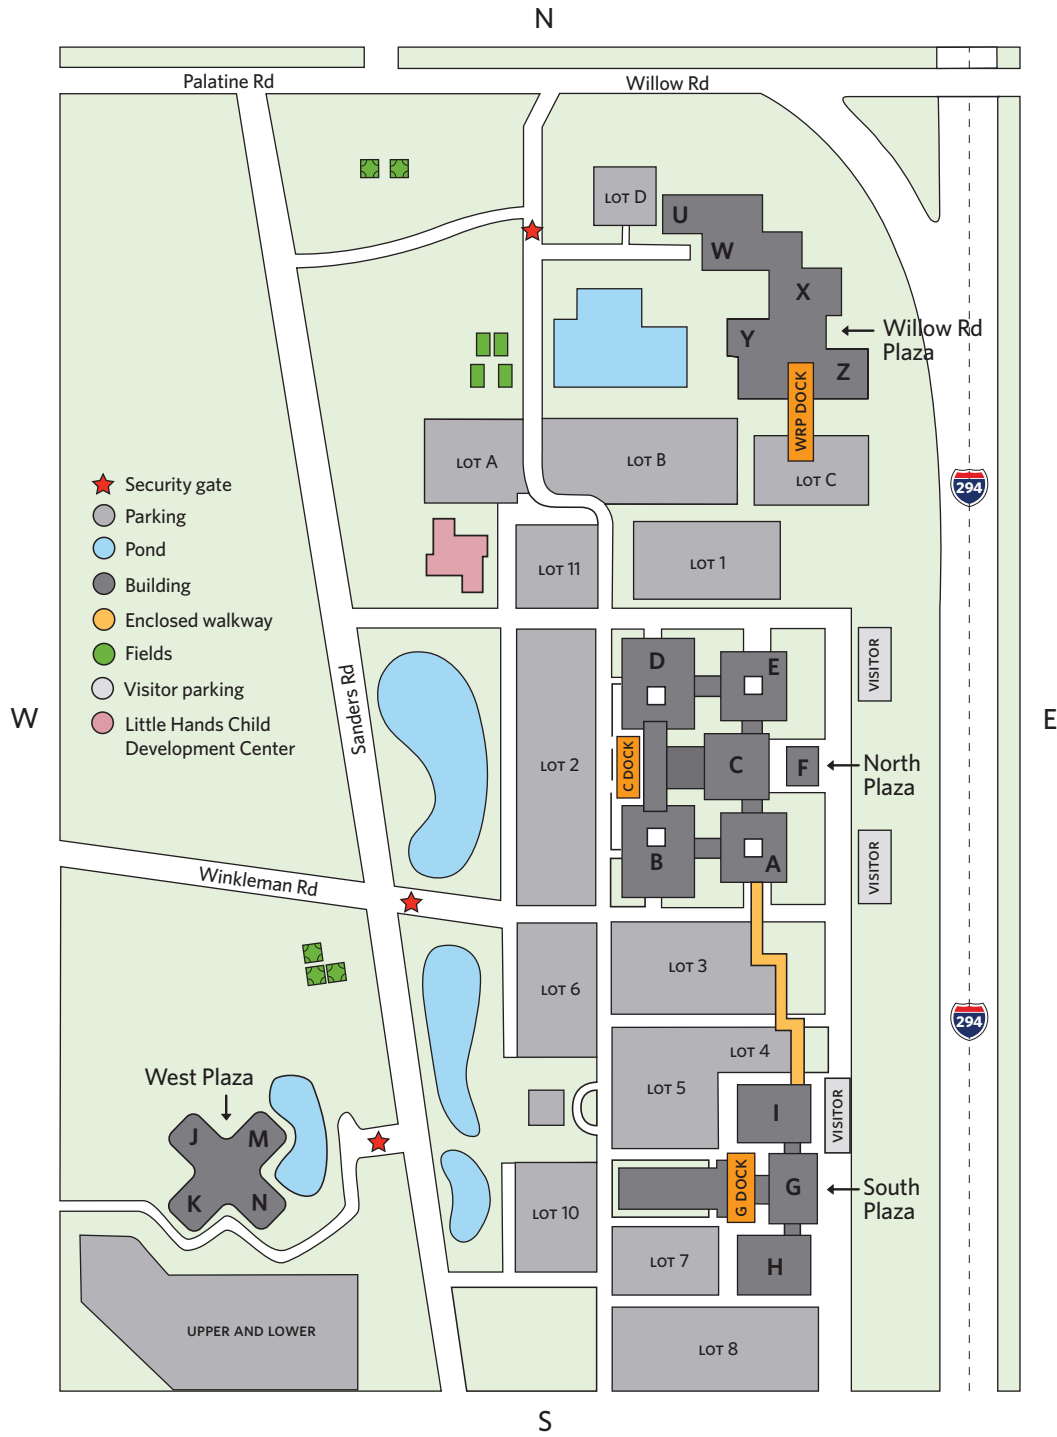 N
Palatine Rd
Willow Rd
LOT D
U
W
X
Y
Willow Rd
Plaza
Z
WRP DOCK
LOT A
LOT B
LOT C
294
Security gate
Parking
Pond
Building
Enclosed walkway
Fields
Visitor parking
Little Hands Child
Development Center
LOT 11
LOT 1
W
E
Sanders Rd
D
E
VISITOR
LOT 2
C DOCK
C
F
North
Plaza
B
A
VISITOR
Winkleman Rd
LOT 3
LOT 6
294
LOT 4
LOT 5
West Plaza
I
VISITOR
J
M
K
N
G DOCK
G
South
Plaza
LOT 10
LOT 7
H
UPPER AND LOWER
LOT 8
S